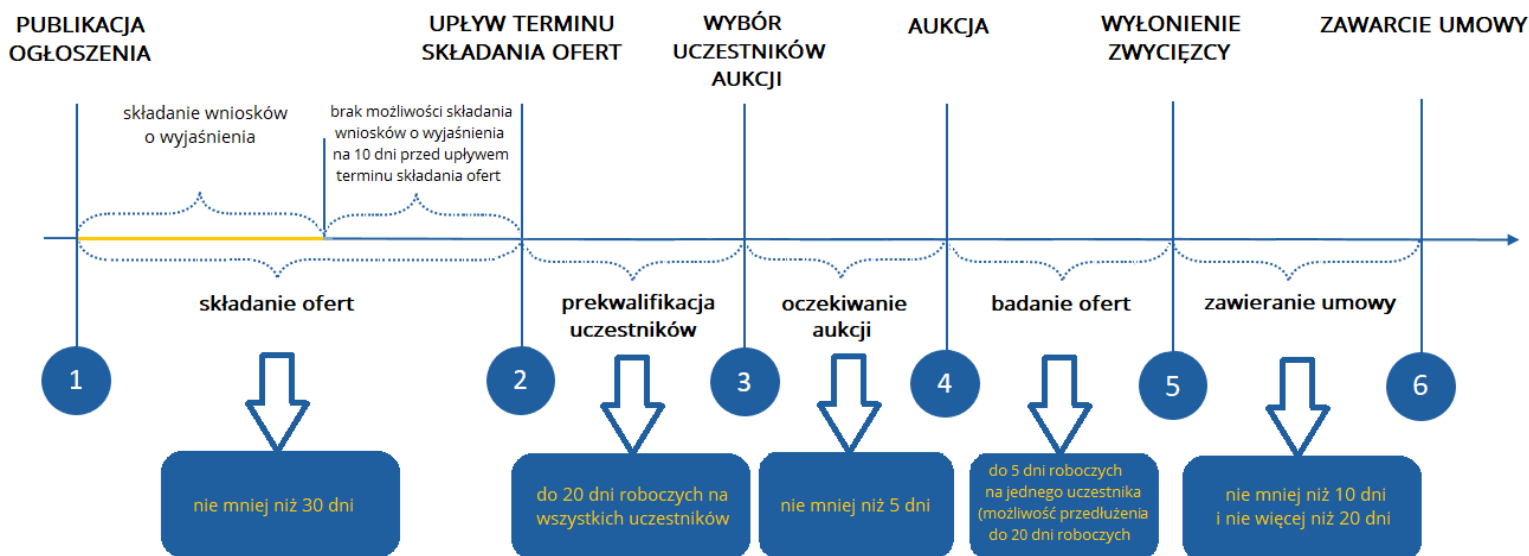 PUBLIKACJA
OGŁOSZENIA
UPŁYW TERMINU
SKŁADANIA OFERT
WYBÓR
UCZESTNIKÓW
AUKCJI
AUKCJA
WYŁONIENIE
ZWYCIĘZCY
ZAWARCIE UMOWY
składanie wniosków
o wyjaśnienia
brak możliwości składania
wniosków o wyjaśnienia
na 10 dni przed upływem
terminu składania ofert
składanie ofert
prekwalifikacja
uczestników
oczekiwanie
aukcji
badanie ofert
zawieranie umowy
1
2
3
4
5
6
nie mniej niż 30 dni
do 20 dni roboczych na
wszystkich uczestników
nie mniej niż 5 dni
do 5 dni roboczych
na jednego uczestnika
(możliwość przedłużenia
do 20 dni roboczych
nie mniej niż 10 dni
i nie więcej niż 20 dni